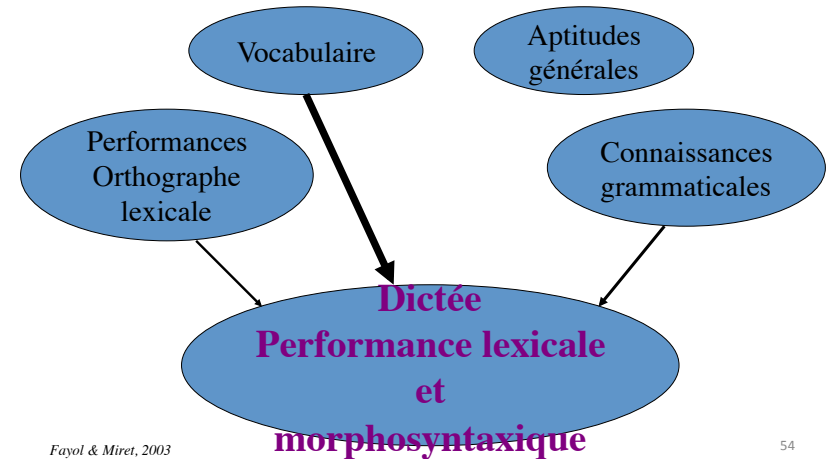 Vocabulaire
Aptitudes
générales
Performances
Orthographe
lexicale
Connaissances
grammaticales
Dictée
Performance lexicale
et
morphosyntaxique
Fayol & Miret, 2003
54